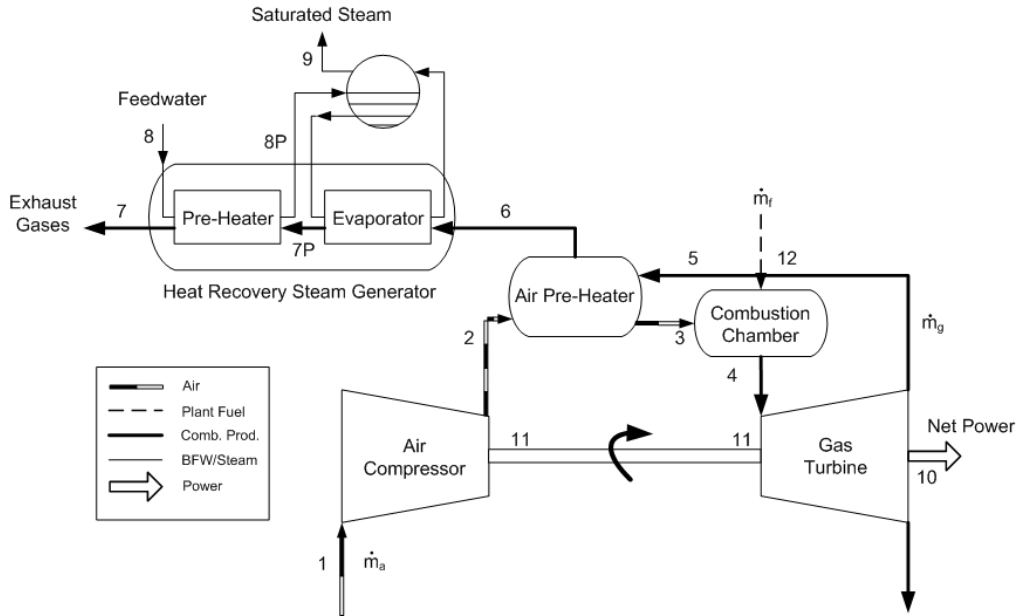 Saturated Steam
9
Feedwater
8
8P
Exhaust
Gases
7
Pre-Heater
7P
Evaporator
6
Heat Recovery Steam Generator
ṁf
5
12
Air Pre-Heater
2
3
Combustion
Chamber
ṁg
4
Air
Plant Fuel
Comb. Prod.
BFW/Steam
Power
Air
Compressor
11
11
Gas
Turbine
Net Power
10
1
ṁa